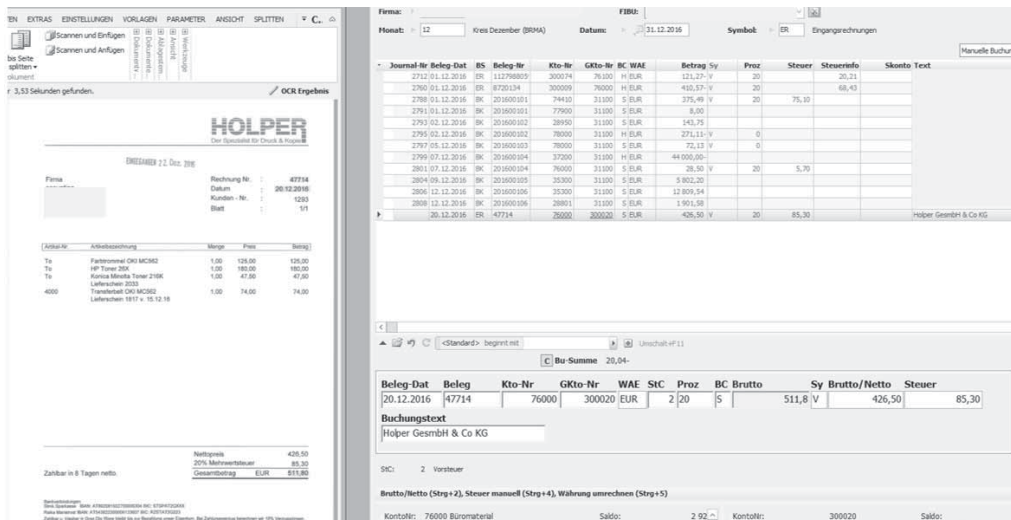 EN EXTRAS EINSTELLUNGEN VORLAGEN PARAMETER ANSICHT SPLITTEN
Scannen und Einfügen
Scannen und Anfügen
bis Seite
splitten
okument
Dokumentv...
Dokumente...
Ablagestem...
Ansicht
Werkzeuge
r 3,53 Sekunden gefunden.
OCR Ergebnis
HOLPER
Der Spezialist für Druck & Kopie
EINGEGANGEN 22. Dez. 2016
Firma
Rechnung Nr. : 47714
Datum : 20.12.2016
Kunden - Nr. : 1293
Blatt : 1/1
Artikel-Nr Artikelbezeichnung Menge Preis Betrag
To Farbtrommel OKI MC562 1,00 125,00 125,00
To HP Toner 26X 1,00 180,00 180,00
To Konica Minolta Toner 216K 1,00 47,50 47,50
Lieferschein 2033
4000 Transferbelt OKI MC562 1,00 74,00 74,00
Lieferschein 1817 v. 15.12.16
Nettopreis 426,50
20% Mehrwertsteuer 85,30
Gesamtbetrag EUR 511,80
Zahlbar in 8 Tagen netto.
Firma: FIBU:
Monat: 12 Kreis Dezember (BRMA) Datum: 31.12.2016 Symbol: ER Eingangsrechnungen
Manuelle Buchun
Journal-Nr Beleg-Dat BS Beleg-Nr Kto-Nr GKto-Nr BC WAE Betrag Sy Proz Steuer Steuerinfo Skonto Text
2712 01.12.2016 ER 112798805 300074 76100 H EUR 121,27- V 20 20,21
2760 01.12.2016 ER 8720134 300009 76000 H EUR 410,57- V 20 68,43
2788 01.12.2016 BK 201600101 74410 31100 S EUR 375,49 V 20 75,10
2791 01.12.2016 BK 201600101 77900 31100 S EUR 8,00
2793 02.12.2016 BK 201600102 28950 31100 S EUR 143,75
2795 02.12.2016 BK 201600102 78000 31100 H EUR 271,11- V 0
2797 05.12.2016 BK 201600103 78000 31100 S EUR 72,13 V 0
2799 07.12.2016 BK 201600104 37200 31100 H EUR 44 000,00-
2801 07.12.2016 BK 201600104 76000 31100 S EUR 28,50 V 20 5,70
2804 09.12.2016 BK 201600105 35300 31100 S EUR 5 802,20
2806 12.12.2016 BK 201600106 35300 31100 S EUR 12 809,54
2808 12.12.2016 BK 201600106 28801 31100 S EUR 1 901,58
20.12.2016 ER 47714 76000 300020 S EUR 426,50 V 20 85,30 Holper GesmbH & Co KG
<Standard> beginnt mit Umschalt+F11
C Bu-Summe 20,04-
Beleg-Dat Beleg Kto-Nr GKto-Nr WAE StC Proz BC Brutto Sy Brutto/Netto Steuer
20.12.2016 47714 76000 300020 EUR 2 20 S 511,8 V 426,50 85,30
Buchungstext
Holper GesmbH & Co KG
StC: 2 Vorsteuer
Brutto/Netto (Strg+2), Steuer manuell (Strg+4), Währung umrechnen (Strg+5)
KontoNr: 76000 Büromaterial Saldo: 2 92 KontoNr: 300020 Saldo: